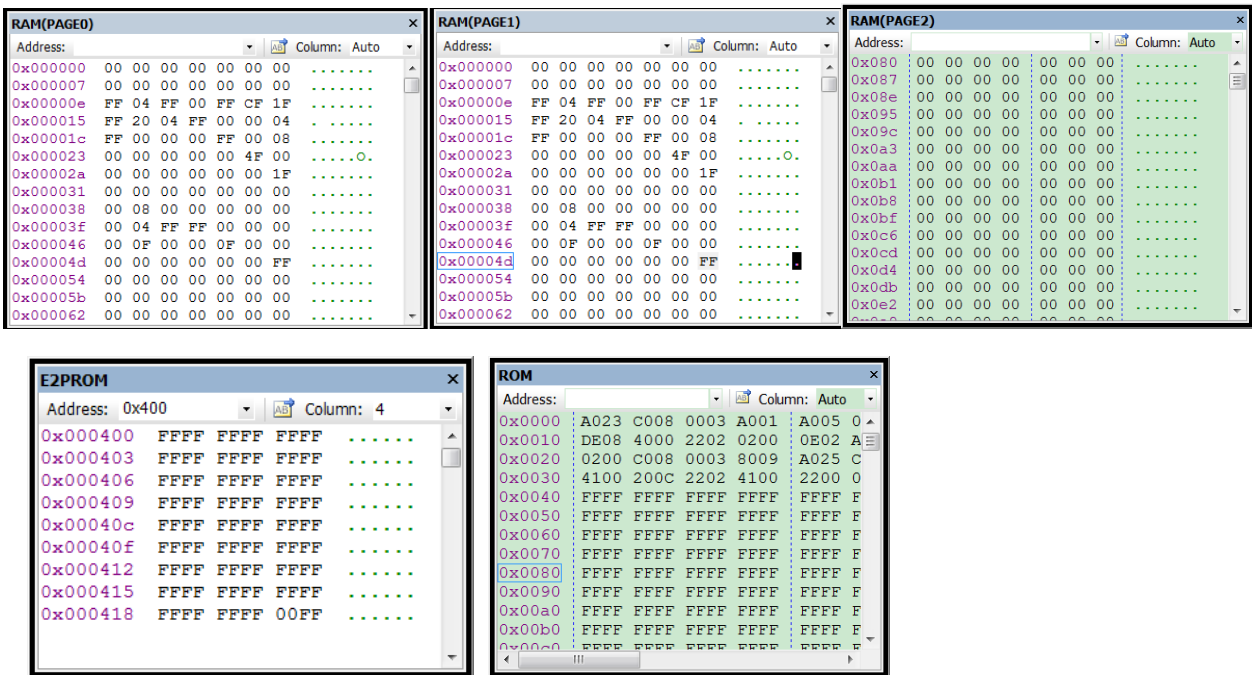 RAM(PAGE0) ×
Address: Column: Auto
0x000000 00 00 00 00 00 00 00 .......
0x000007 00 00 00 00 00 00 00 .......
0x00000e FF 04 FF 00 FF CF 1F .......
0x000015 FF 20 04 FF 00 00 04 . .....
0x00001c FF 00 00 00 FF 00 08 .......
0x000023 00 00 00 00 00 4F 00 .....O.
0x00002a 00 00 00 00 00 00 1F .......
0x000031 00 00 00 00 00 00 00 .......
0x000038 00 08 00 00 00 00 00 .......
0x00003f 00 04 FF FF 00 00 00 .......
0x000046 00 0F 00 00 0F 00 00 .......
0x00004d 00 00 00 00 00 00 FF .......
0x000054 00 00 00 00 00 00 00 .......
0x00005b 00 00 00 00 00 00 00 .......
0x000062 00 00 00 00 00 00 00 .......
RAM(PAGE1) ×
Address: Column: Auto
0x000000 00 00 00 00 00 00 00 .......
0x000007 00 00 00 00 00 00 00 .......
0x00000e FF 04 FF 00 FF CF 1F .......
0x000015 FF 20 04 FF 00 00 04 . .....
0x00001c FF 00 00 00 FF 00 08 .......
0x000023 00 00 00 00 00 4F 00 .....O.
0x00002a 00 00 00 00 00 00 1F .......
0x000031 00 00 00 00 00 00 00 .......
0x000038 00 08 00 00 00 00 00 .......
0x00003f 00 04 FF FF 00 00 00 .......
0x000046 00 0F 00 00 0F 00 00 .......
0x00004d 00 00 00 00 00 00 FF .......
0x000054 00 00 00 00 00 00 00 .......
0x00005b 00 00 00 00 00 00 00 .......
0x000062 00 00 00 00 00 00 00 .......
RAM(PAGE2) ×
Address: Column: Auto
0x080 00 00 00 00 00 00 00 .......
0x087 00 00 00 00 00 00 00 .......
0x08e 00 00 00 00 00 00 00 .......
0x095 00 00 00 00 00 00 00 .......
0x09c 00 00 00 00 00 00 00 .......
0x0a3 00 00 00 00 00 00 00 .......
0x0aa 00 00 00 00 00 00 00 .......
0x0b1 00 00 00 00 00 00 00 .......
0x0b8 00 00 00 00 00 00 00 .......
0x0bf 00 00 00 00 00 00 00 .......
0x0c6 00 00 00 00 00 00 00 .......
0x0cd 00 00 00 00 00 00 00 .......
0x0d4 00 00 00 00 00 00 00 .......
0x0db 00 00 00 00 00 00 00 .......
0x0e2 00 00 00 00 00 00 00 .......
E2PROM ×
Address: 0x400 Column: 4
0x000400 FFFF FFFF FFFF ......
0x000403 FFFF FFFF FFFF ......
0x000406 FFFF FFFF FFFF ......
0x000409 FFFF FFFF FFFF ......
0x00040c FFFF FFFF FFFF ......
0x00040f FFFF FFFF FFFF ......
0x000412 FFFF FFFF FFFF ......
0x000415 FFFF FFFF FFFF ......
0x000418 FFFF FFFF 00FF ......
ROM ×
Address: Column: Auto
0x0000 A023 C008 0003 A001 A005 0
0x0010 DE08 4000 2202 0200 0E02 A
0x0020 0200 C008 0003 8009 A025 C
0x0030 4100 200C 2202 4100 2200 0
0x0040 FFFF FFFF FFFF FFFF FFFF F
0x0050 FFFF FFFF FFFF FFFF FFFF F
0x0060 FFFF FFFF FFFF FFFF FFFF F
0x0070 FFFF FFFF FFFF FFFF FFFF F
0x0080 FFFF FFFF FFFF FFFF FFFF F
0x0090 FFFF FFFF FFFF FFFF FFFF F
0x00a0 FFFF FFFF FFFF FFFF FFFF F
0x00b0 FFFF FFFF FFFF FFFF FFFF F